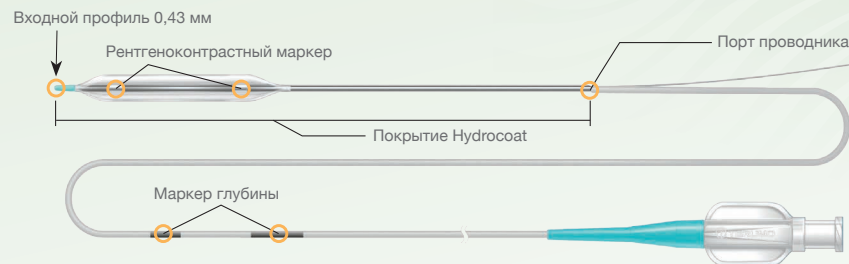 Входной профиль 0,43 мм
Рентгеноконтрастный маркер
Порт проводника
Покрытие Hydrocoat
Маркер глубины